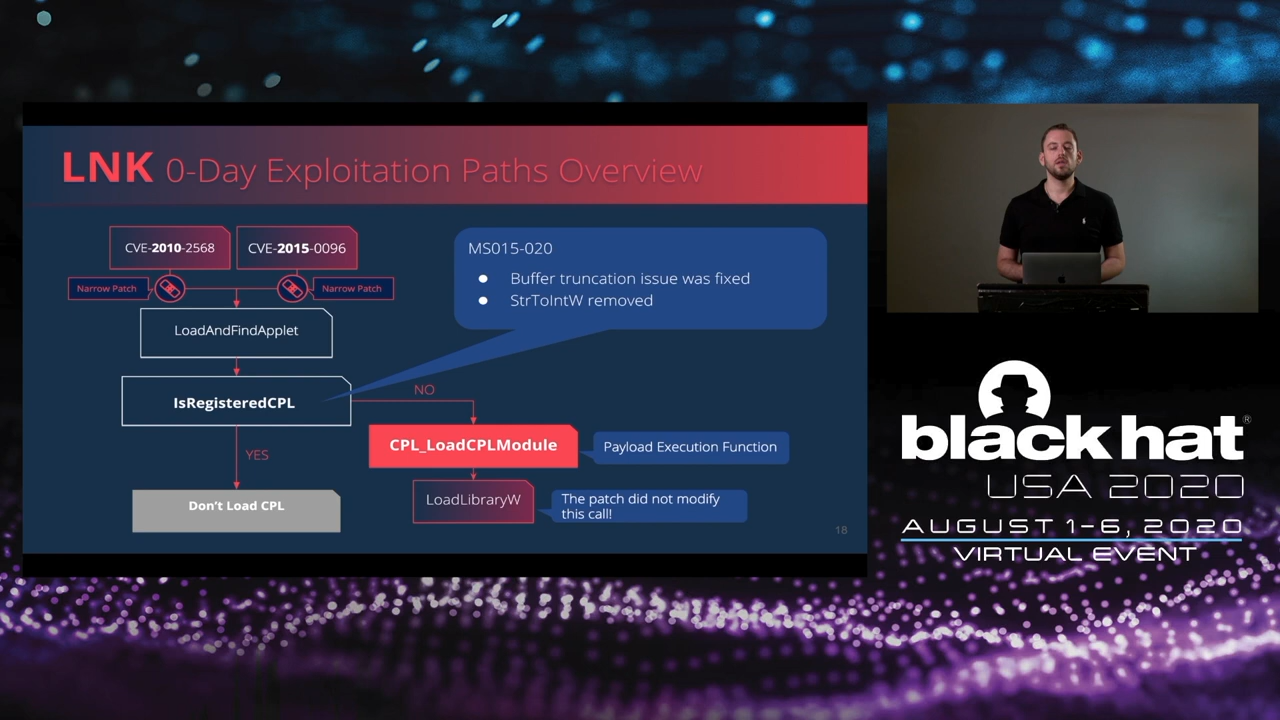 LNK 0-Day Exploitation Paths Overview
CVE-2010-2568
CVE-2015-0096
Narrow Patch
Narrow Patch
LoadAndFindApplet
IsRegisteredCPL
YES
Don't Load CPL
MS015-020
● Buffer truncation issue was fixed
● StrToIntW removed
NO
CPL_LoadCPLModule
Payload Execution Function
LoadLibraryW
The patch did not modify
this call!
18
black hat®
USA 2020
AUGUST 1-6, 2020
VIRTUAL EVENT